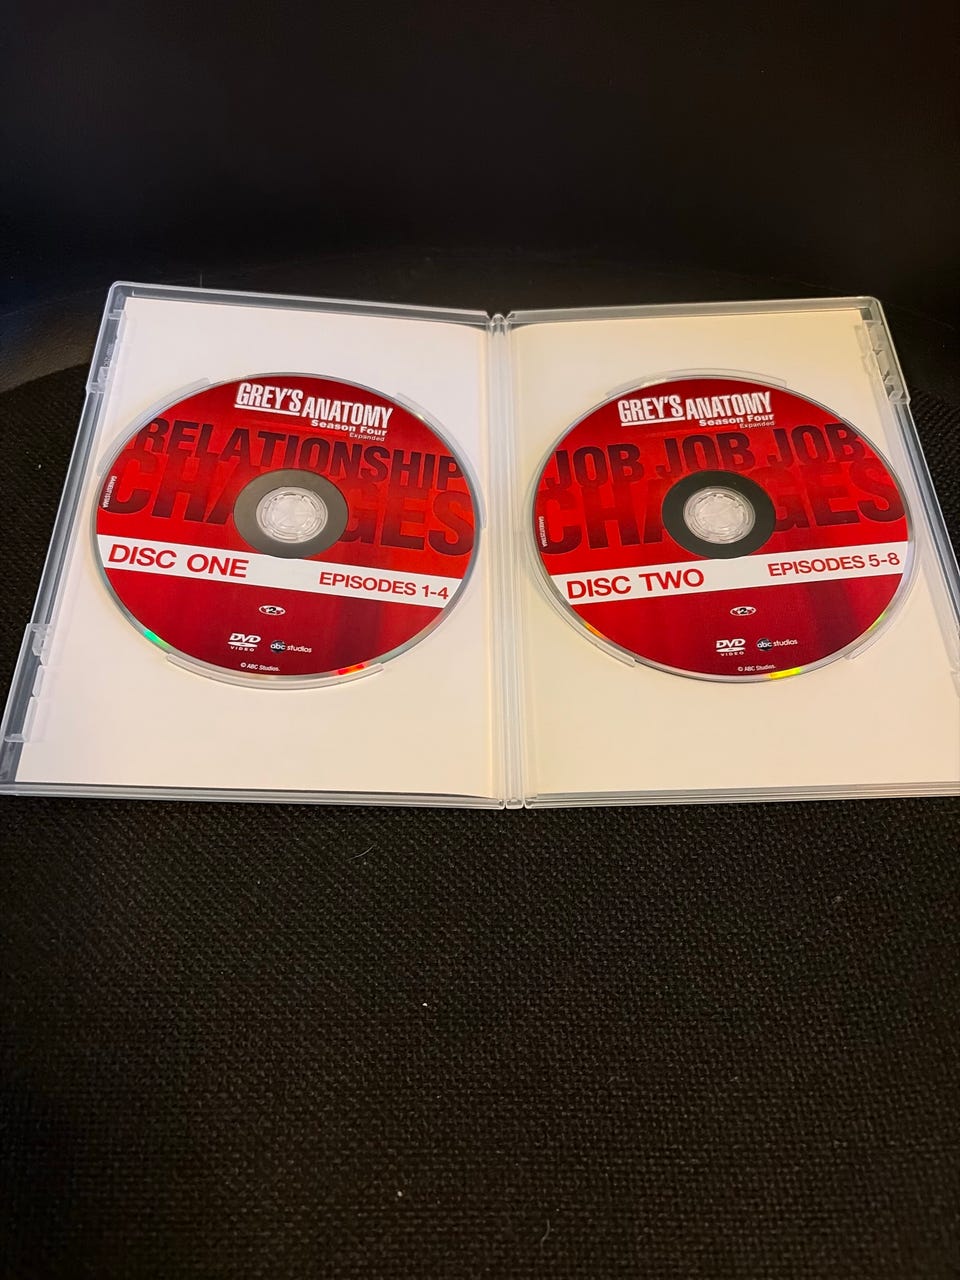 GREY'S ANATOMY
Season Four
Expanded
RELATIONSHIP
CHANGES
DISC ONE
EPISODES 1-4
2
DVD
VIDEO
abc studios
© ABC Studios.
GREY'S ANATOMY
Season Four
Expanded
JOB JOB JOB
CHANGES
DISC TWO
EPISODES 5-8
2
DVD
VIDEO
abc studios
© ABC Studios.